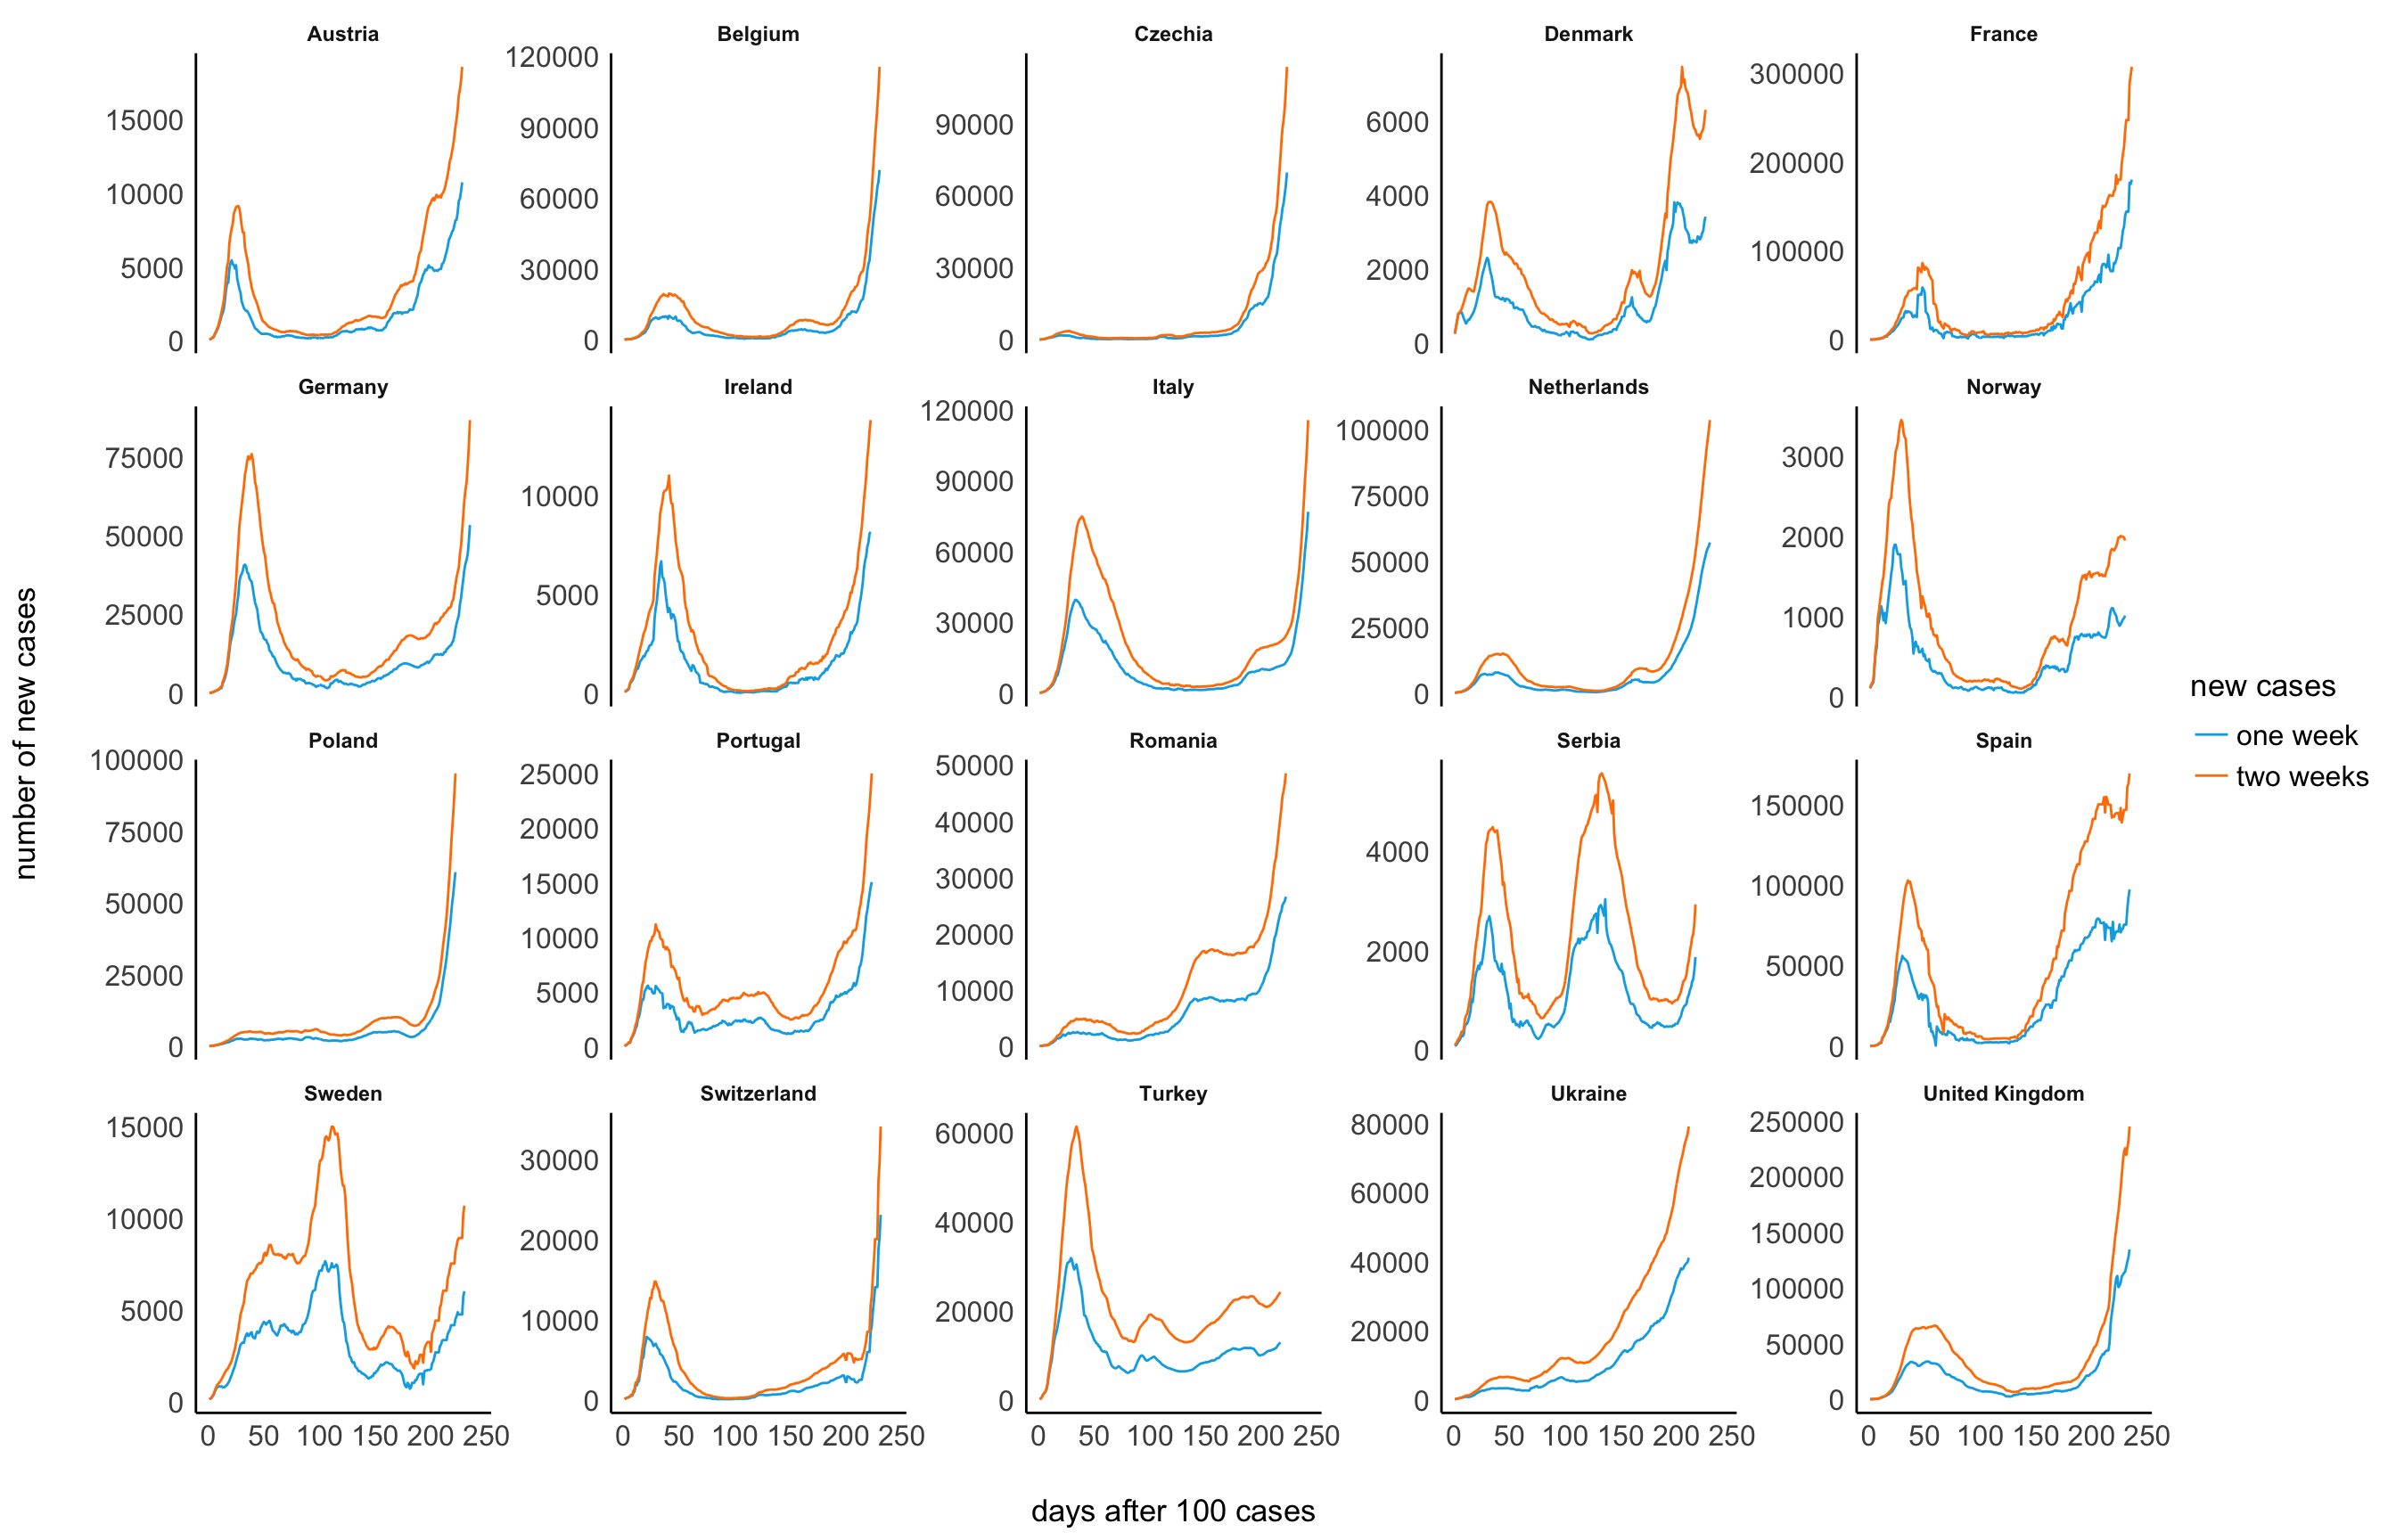 Austria Belgium Czechia Denmark France
15000 10000 5000 0
120000 90000 60000 30000 0
90000 60000 30000 0
6000 4000 2000 0
300000 200000 100000 0
Germany Ireland Italy Netherlands Norway
75000 50000 25000 0
10000 5000 0
120000 90000 60000 30000 0
100000 75000 50000 25000 0
3000 2000 1000 0
Poland Portugal Romania Serbia Spain
100000 75000 50000 25000 0
25000 20000 15000 10000 5000 0
50000 40000 30000 20000 10000 0
4000 2000 0
150000 100000 50000 0
Sweden Switzerland Turkey Ukraine United Kingdom
15000 10000 5000 0
30000 20000 10000 0
60000 40000 20000 0
80000 60000 40000 20000 0
250000 200000 150000 100000 50000 0
0 50 100 150 200 250 0 50 100 150 200 250 0 50 100 150 200 250 0 50 100 150 200 250 0 50 100 150 200 250
days after 100 cases
number of new cases
new cases
one week
two weeks